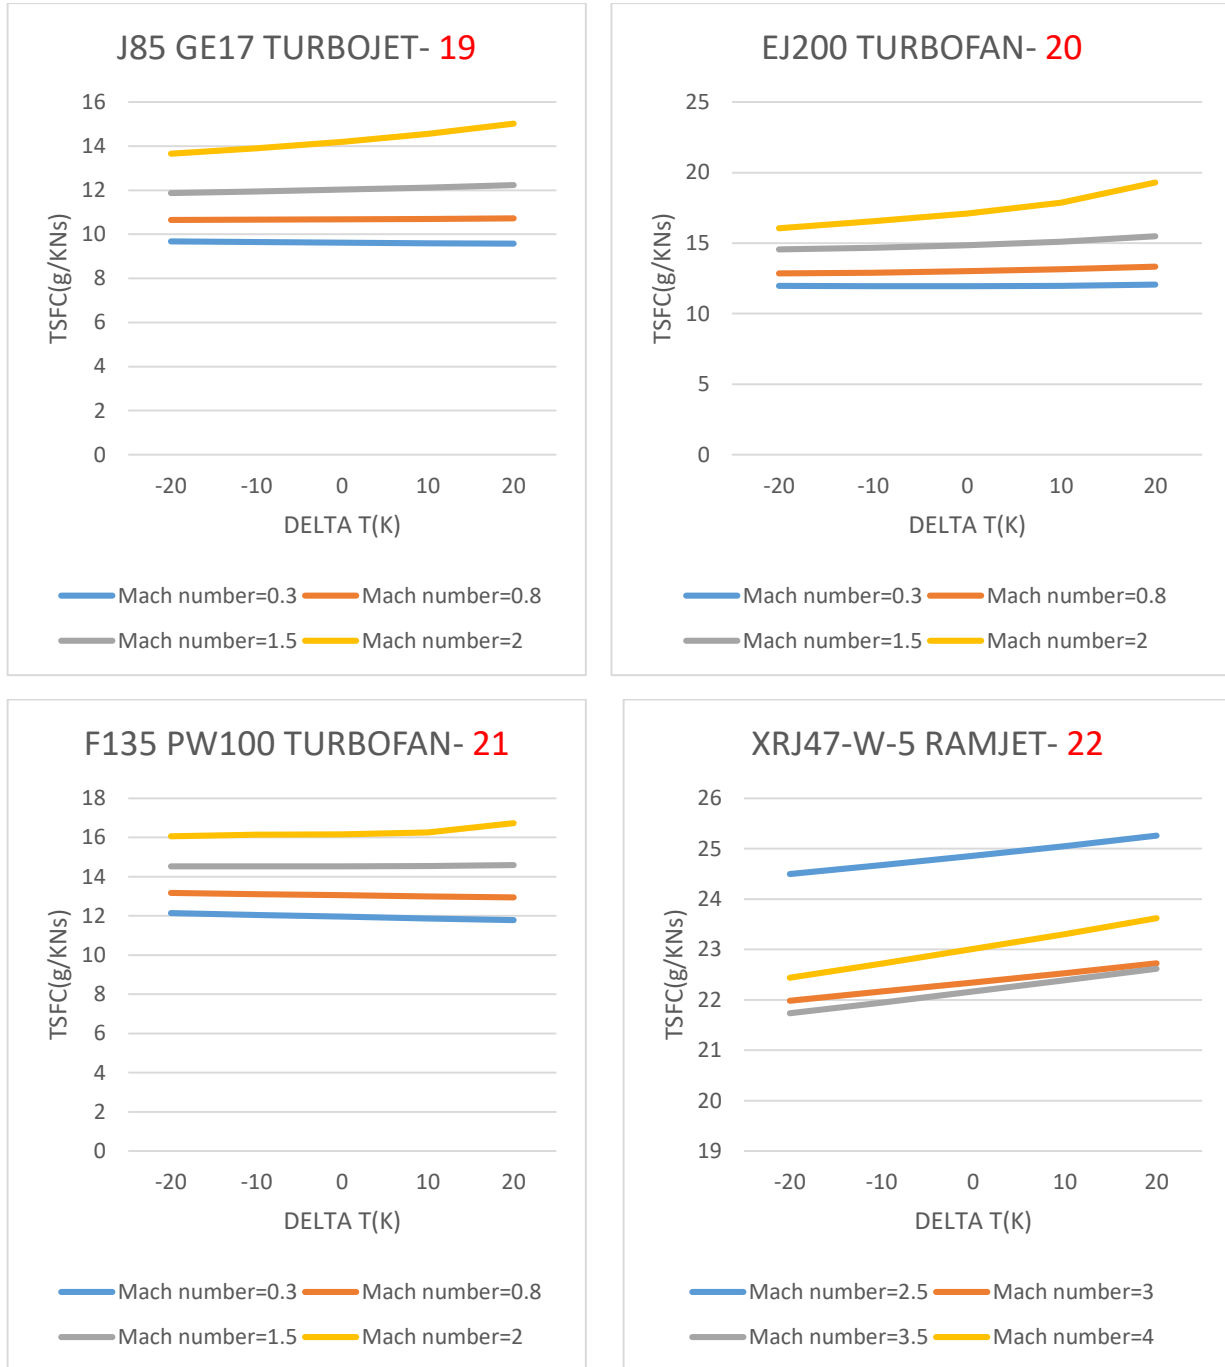 J85 GE17 TURBOJET- 19
16
14
12
10
8
6
4
2
0
TSFC(g/KNs)
-20 -10 0 10 20
DELTA T(K)
Mach number=0.3 Mach number=0.8
Mach number=1.5 Mach number=2
EJ200 TURBOFAN- 20
25
20
15
10
5
0
TSFC(g/KNs)
-20 -10 0 10 20
DELTA T(K)
Mach number=0.3 Mach number=0.8
Mach number=1.5 Mach number=2
F135 PW100 TURBOFAN- 21
18
16
14
12
10
8
6
4
2
0
TSFC(g/KNs)
-20 -10 0 10 20
DELTA T(K)
Mach number=0.3 Mach number=0.8
Mach number=1.5 Mach number=2
XRJ47-W-5 RAMJET- 22
26
25
24
23
22
21
20
19
TSFC(g/KNs)
-20 -10 0 10 20
DELTA T(K)
Mach number=2.5 Mach number=3
Mach number=3.5 Mach number=4